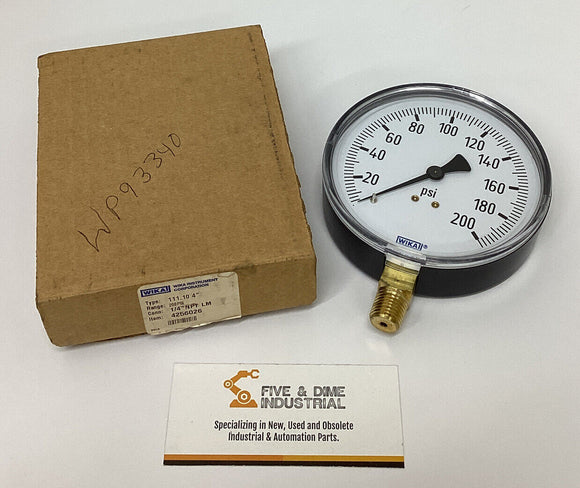 WP93340
WIKA
WIKA INSTRUMENT
CORPORATION
Type: 111.10 4"
Range: 200PSI
Conn: 1/4" NPT LM
Item: 4256026
20
40
60
80
100
120
140
160
180
200
psi
WIKA®
FIVE & DIME
INDUSTRIAL
Specializing in New, Used and Obsolete
Industrial & Automation Parts.